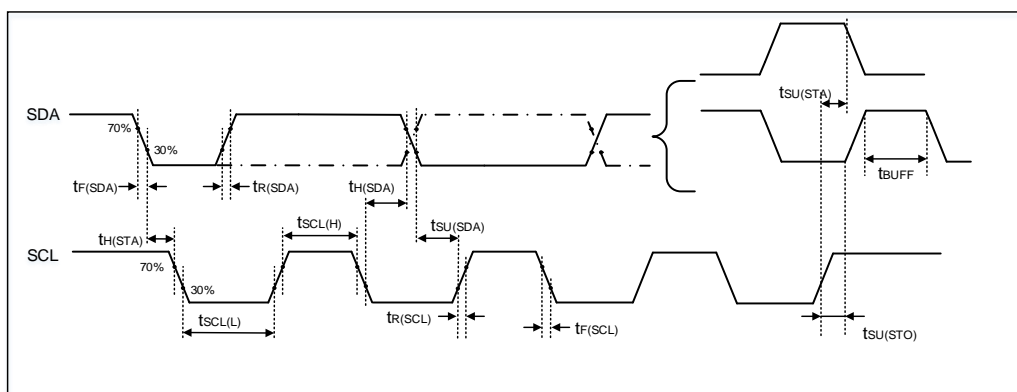 tSU(STA)
SDA
70%
30%
tBUFF
tF(SDA)
tR(SDA)
tH(SDA)
tSCL(H)
tSU(SDA)
tH(STA)
SCL
70%
30%
tSCL(L)
tR(SCL)
tF(SCL)
tSU(STO)